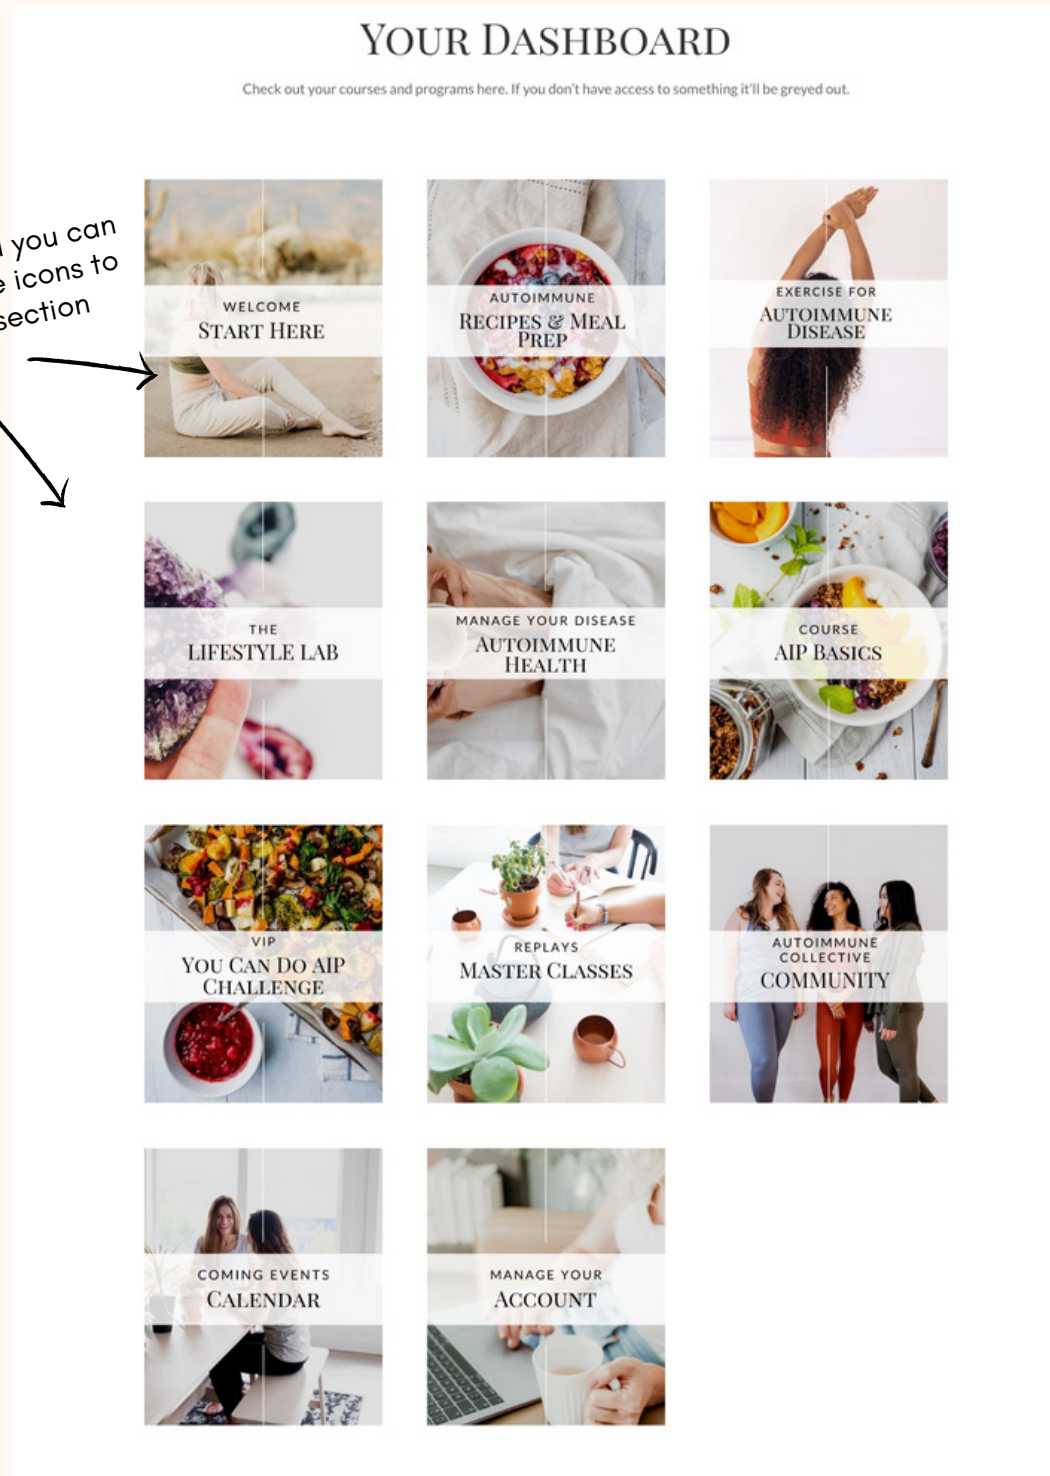 YOUR DASHBOARD
Check out your courses and programs here. If you don't have access to something it'll be greyed out.
you can
icons to
section
WELCOME
START HERE
AUTOIMMUNE
RECIPES & MEAL
PREP
EXERCISE FOR
AUTOIMMUNE
DISEASE
THE
LIFESTYLE LAB
MANAGE YOUR DISEASE
AUTOIMMUNE
HEALTH
COURSE
AIP BASICS
VIP
YOU CAN DO AIP
CHALLENGE
REPLAYS
MASTER CLASSES
AUTOIMMUNE
COLLECTIVE
COMMUNITY
COMING EVENTS
CALENDAR
MANAGE YOUR
ACCOUNT